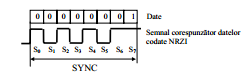 0 0 0 0 0 0 0 1 Date
Semnal corespunzător datelor
codate NRZI
S₀ S₁ S₂ S₃ S₄ S₅ S₆ S₇
SYNC